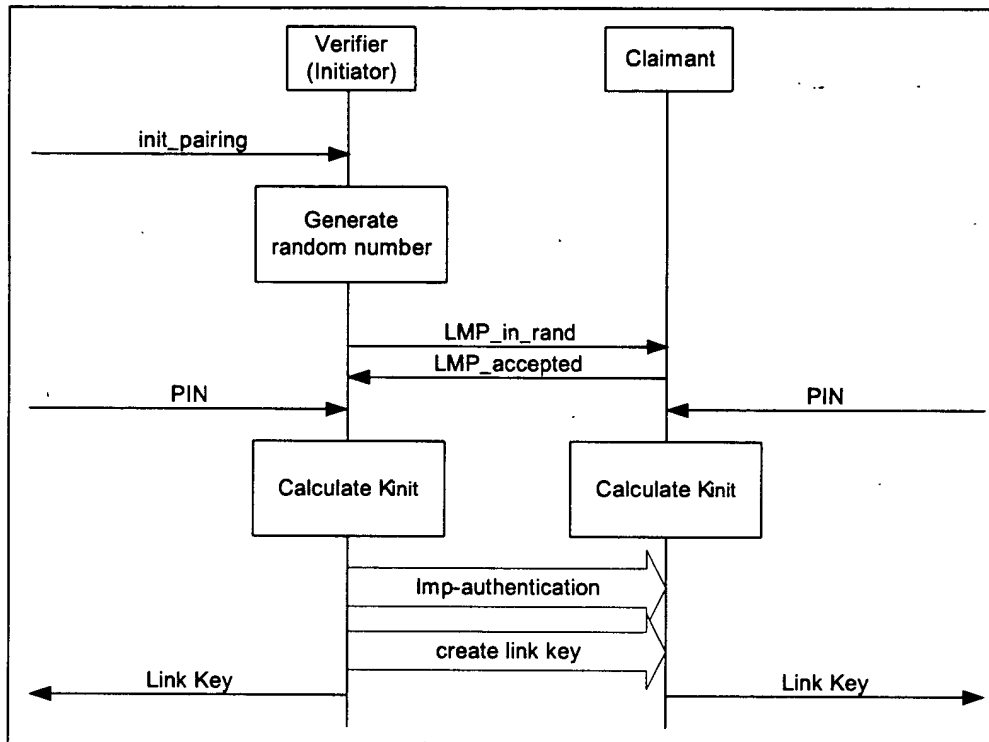 Verifier
(Initiator)
Claimant
init_pairing
Generate
random number
LMP_in_rand
LMP_accepted
PIN
PIN
Calculate Kinit
Calculate Kinit
lmp-authentication
create link key
Link Key
Link Key